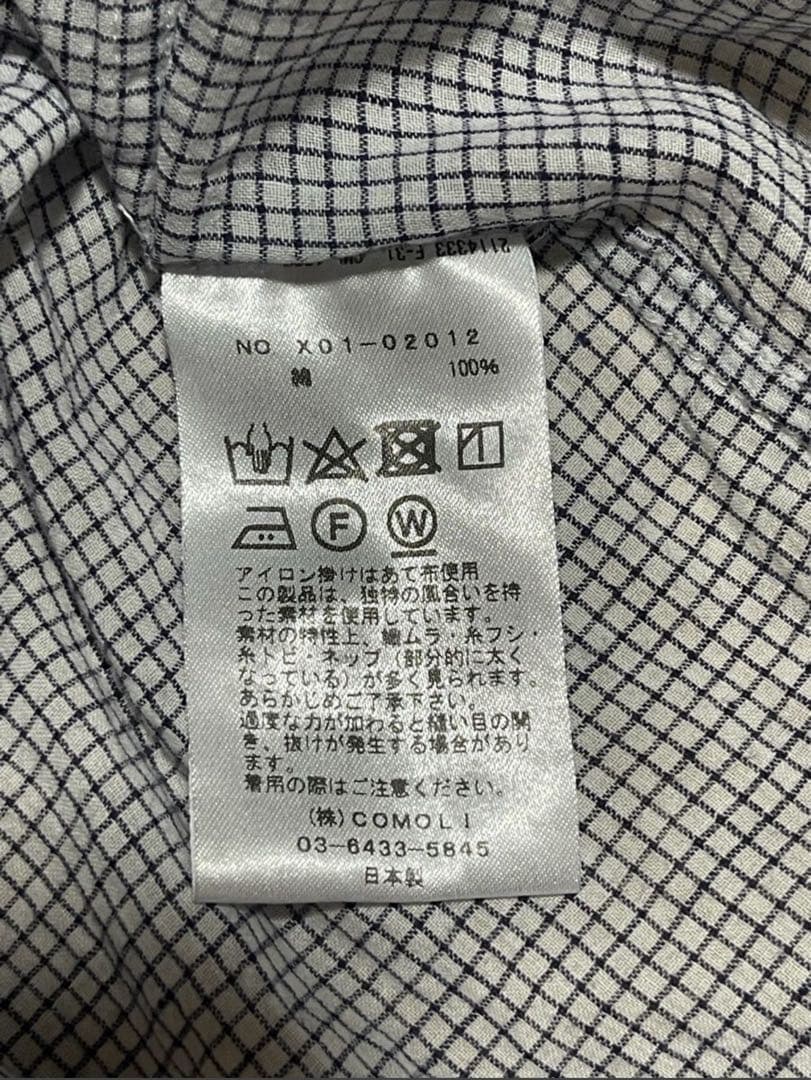 2114333 F-31
NO X01-02012
綿 100%
F W
アイロン掛けはあて布使用
この製品は、独特の風合いを持
った素材を使用しています。
素材の特性上、織ムラ・糸フシ・
糸トビ・ネップ（部分的に太く
なっている）が多く見られます。
あらかじめご了承下さい。
過度な力が加わると縫い目の開
き、抜けが発生する場合があり
ます。
着用の際はご注意ください。
（株）COMOLI
03-6433-5845
日本製